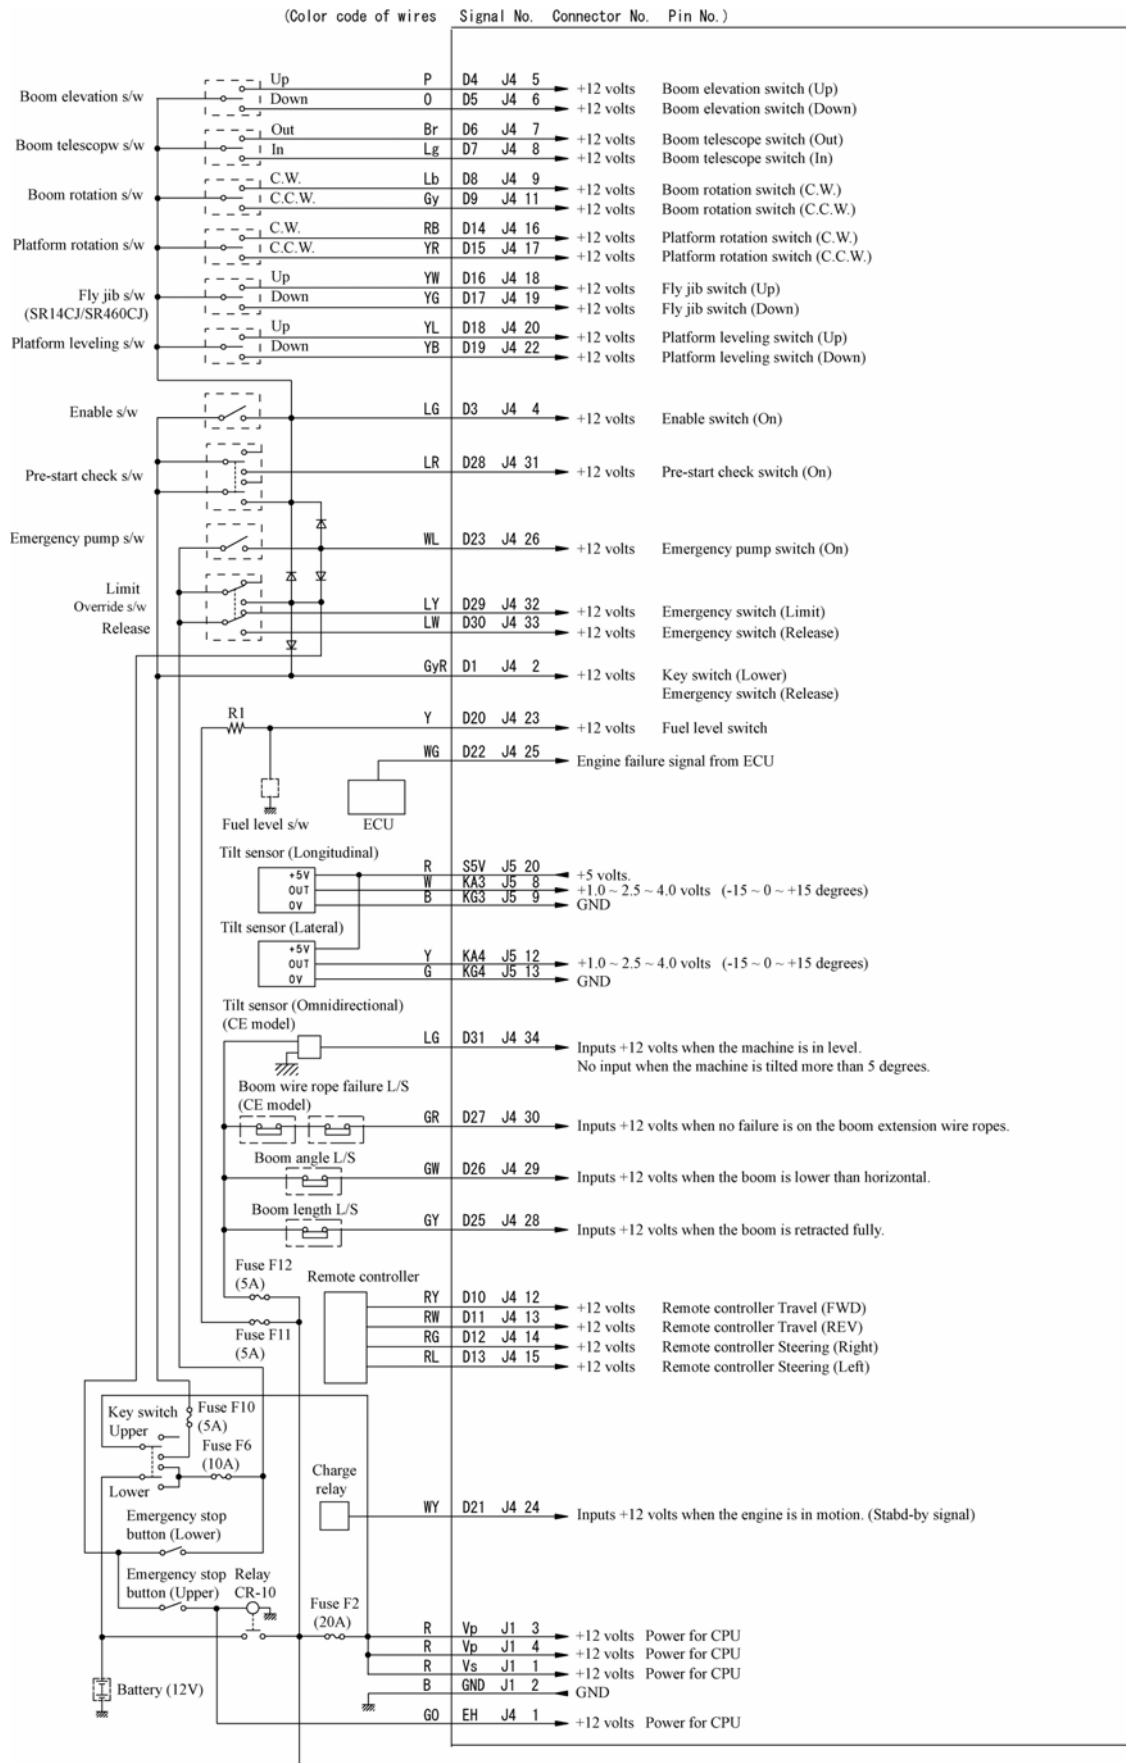 (Color code of wires Signal No. Connector No. Pin No.)
Boom elevation s/w Up P D4 J4 5 +12 volts Boom elevation switch (Up)
Down O D5 J4 6 +12 volts Boom elevation switch (Down)
Boom telescopw s/w Out Br D6 J4 7 +12 volts Boom telescope switch (Out)
In Lg D7 J4 8 +12 volts Boom telescope switch (In)
Boom rotation s/w C.W. Lb D8 J4 9 +12 volts Boom rotation switch (C.W.)
C.C.W. Gy D9 J4 11 +12 volts Boom rotation switch (C.C.W.)
Platform rotation s/w C.W. RB D14 J4 16 +12 volts Platform rotation switch (C.W.)
C.C.W. YR D15 J4 17 +12 volts Platform rotation switch (C.C.W.)
Fly jib s/w Up YW D16 J4 18 +12 volts Fly jib switch (Up)
(SR14CJ/SR460CJ) Down YG D17 J4 19 +12 volts Fly jib switch (Down)
Platform leveling s/w Up YL D18 J4 20 +12 volts Platform leveling switch (Up)
Down YB D19 J4 22 +12 volts Platform leveling switch (Down)
Enable s/w LG D3 J4 4 +12 volts Enable switch (On)
Pre-start check s/w LR D28 J4 31 +12 volts Pre-start check switch (On)
Emergency pump s/w WL D23 J4 26 +12 volts Emergency pump switch (On)
Limit
Override s/w LY D29 J4 32 +12 volts Emergency switch (Limit)
Release LW D30 J4 33 +12 volts Emergency switch (Release)
GyR D1 J4 2 +12 volts Key switch (Lower)
Emergency switch (Release)
R1 Y D20 J4 23 +12 volts Fuel level switch
WG D22 J4 25 Engine failure signal from ECU
Fuel level s/w ECU
Tilt sensor (Longitudinal)
+5V R S5V J5 20 +5 volts.
OUT W KA3 J5 8 +1.0 ~ 2.5 ~ 4.0 volts (-15 ~ 0 ~ +15 degrees)
0V B KG3 J5 9 GND
Tilt sensor (Lateral)
+5V
OUT Y KA4 J5 12 +1.0 ~ 2.5 ~ 4.0 volts (-15 ~ 0 ~ +15 degrees)
0V G KG4 J5 13 GND
Tilt sensor (Omnidirectional)
(CE model)
LG D31 J4 34 Inputs +12 volts when the machine is in level.
No input when the machine is tilted more than 5 degrees.
Boom wire rope failure L/S
(CE model)
GR D27 J4 30 Inputs +12 volts when no failure is on the boom extension wire ropes.
Boom angle L/S
GW D26 J4 29 Inputs +12 volts when the boom is lower than horizontal.
Boom length L/S
GY D25 J4 28 Inputs +12 volts when the boom is retracted fully.
Fuse F12
(5A)
Remote controller
RY D10 J4 12 +12 volts Remote controller Travel (FWD)
RW D11 J4 13 +12 volts Remote controller Travel (REV)
Fuse F11
(5A)
RG D12 J4 14 +12 volts Remote controller Steering (Right)
RL D13 J4 15 +12 volts Remote controller Steering (Left)
Key switch
Upper
Fuse F10
(5A)
Fuse F6
(10A)
Lower
Charge
relay
WY D21 J4 24 Inputs +12 volts when the engine is in motion. (Stabd-by signal)
Emergency stop
button (Lower)
Emergency stop
button (Upper)
Relay
CR-10
Fuse F2
(20A)
R Vp J1 3 +12 volts Power for CPU
R Vp J1 4 +12 volts Power for CPU
R Vs J1 1 +12 volts Power for CPU
Battery (12V) B GND J1 2 GND
GO EH J4 1 +12 volts Power for CPU